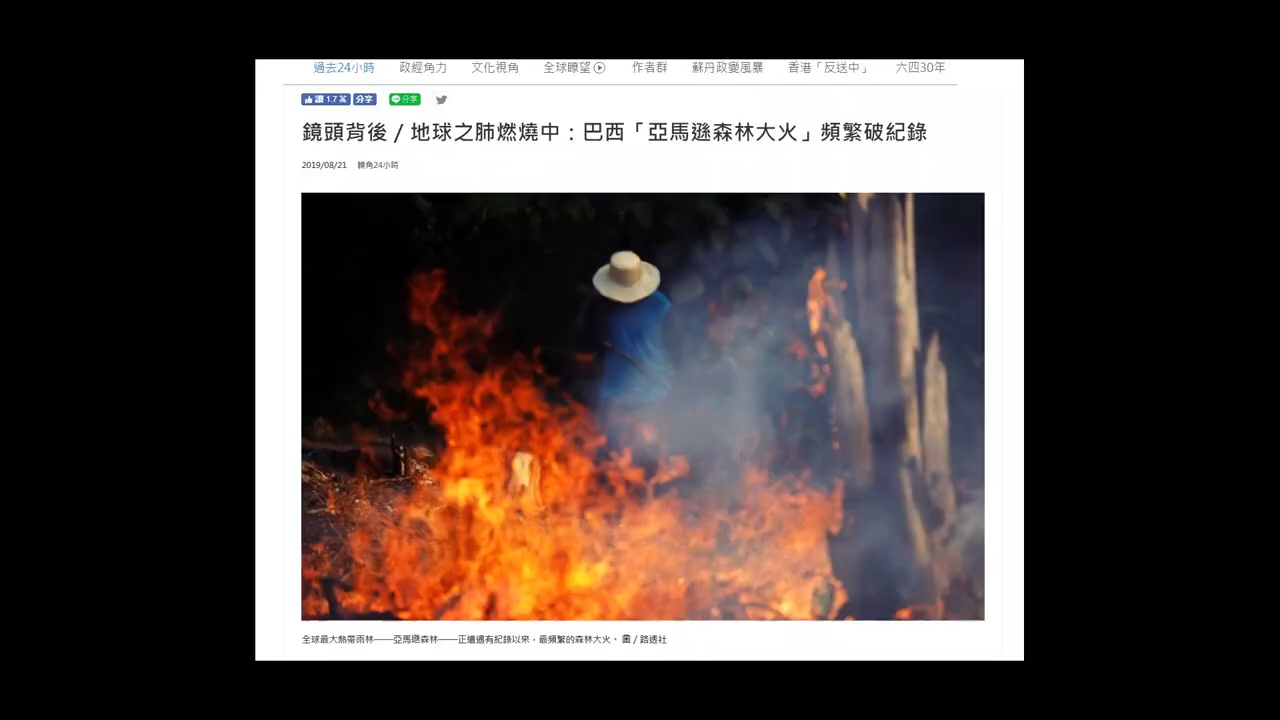 過去24小時 政經角力 文化視角 全球瞭望 作者群 蘇丹政變風暴 香港「反送中」 六四30年
讚 1.7 萬 分享 分享
鏡頭背後／地球之肺燃燒中：巴西「亞馬遜森林大火」頻繁破紀錄
2019/08/21 轉角24小時
全球最大熱帶雨林——亞馬遜森林——正遭遇有紀錄以來，最頻繁的森林大火。 圖／路透社